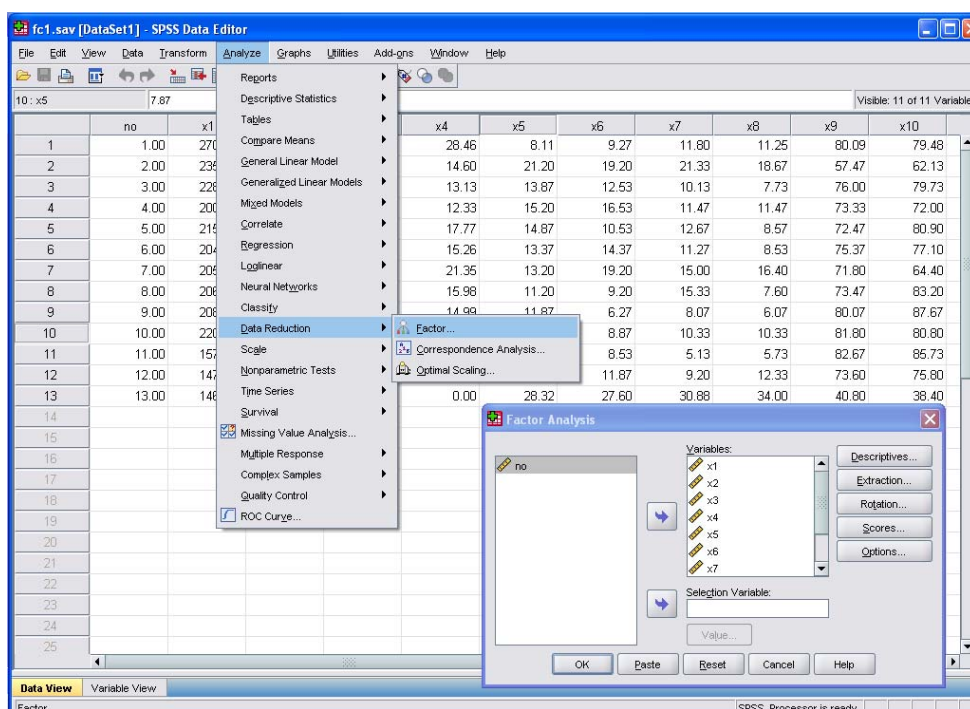 fc1.sav [DataSet1] - SPSS Data Editor
File Edit View Data Transform Analyze Graphs Utilities Add-ons Window Help
10 : x5 7.87 Visible: 11 of 11 Variable
no x1 x4 x5 x6 x7 x8 x9 x10
1 1.00 270 28.46 8.11 9.27 11.80 11.25 80.09 79.48
2 2.00 235 14.60 21.20 19.20 21.33 18.67 57.47 62.13
3 3.00 228 13.13 13.87 12.53 10.13 7.73 76.00 79.73
4 4.00 200 12.33 15.20 16.53 11.47 11.47 73.33 72.00
5 5.00 215 17.77 14.87 10.53 12.67 8.57 72.47 80.90
6 6.00 204 15.26 13.37 14.37 11.27 8.53 75.37 77.10
7 7.00 205 21.35 13.20 19.20 15.00 16.40 71.80 64.40
8 8.00 206 15.98 11.20 9.20 15.33 7.60 73.47 83.20
9 9.00 208 14.99 11.87 6.27 8.07 6.07 80.07 87.67
10 10.00 220 8.87 10.33 10.33 81.80 80.80
11 11.00 157 8.53 5.13 5.73 82.67 85.73
12 12.00 147 11.87 9.20 12.33 73.60 75.80
13 13.00 146 0.00 28.32 27.60 30.88 34.00 40.80 38.40
14
15
16
17
18
19
20
21
22
23
24
25
Reports
Descriptive Statistics
Tables
Compare Means
General Linear Model
Generalized Linear Models
Mixed Models
Correlate
Regression
Loglinear
Neural Networks
Classify
Data Reduction
Scale
Nonparametric Tests
Time Series
Survival
Missing Value Analysis...
Multiple Response
Complex Samples
Quality Control
ROC Curve...
Factor...
Correspondence Analysis...
Optimal Scaling...
Factor Analysis
no
Variables:
x1
x2
x3
x4
x5
x6
x7
Descriptives...
Extraction...
Rotation...
Scores...
Options...
Selection Variable:
Value...
OK Paste Reset Cancel Help
Data View Variable View
Factor SPSS Processor is ready